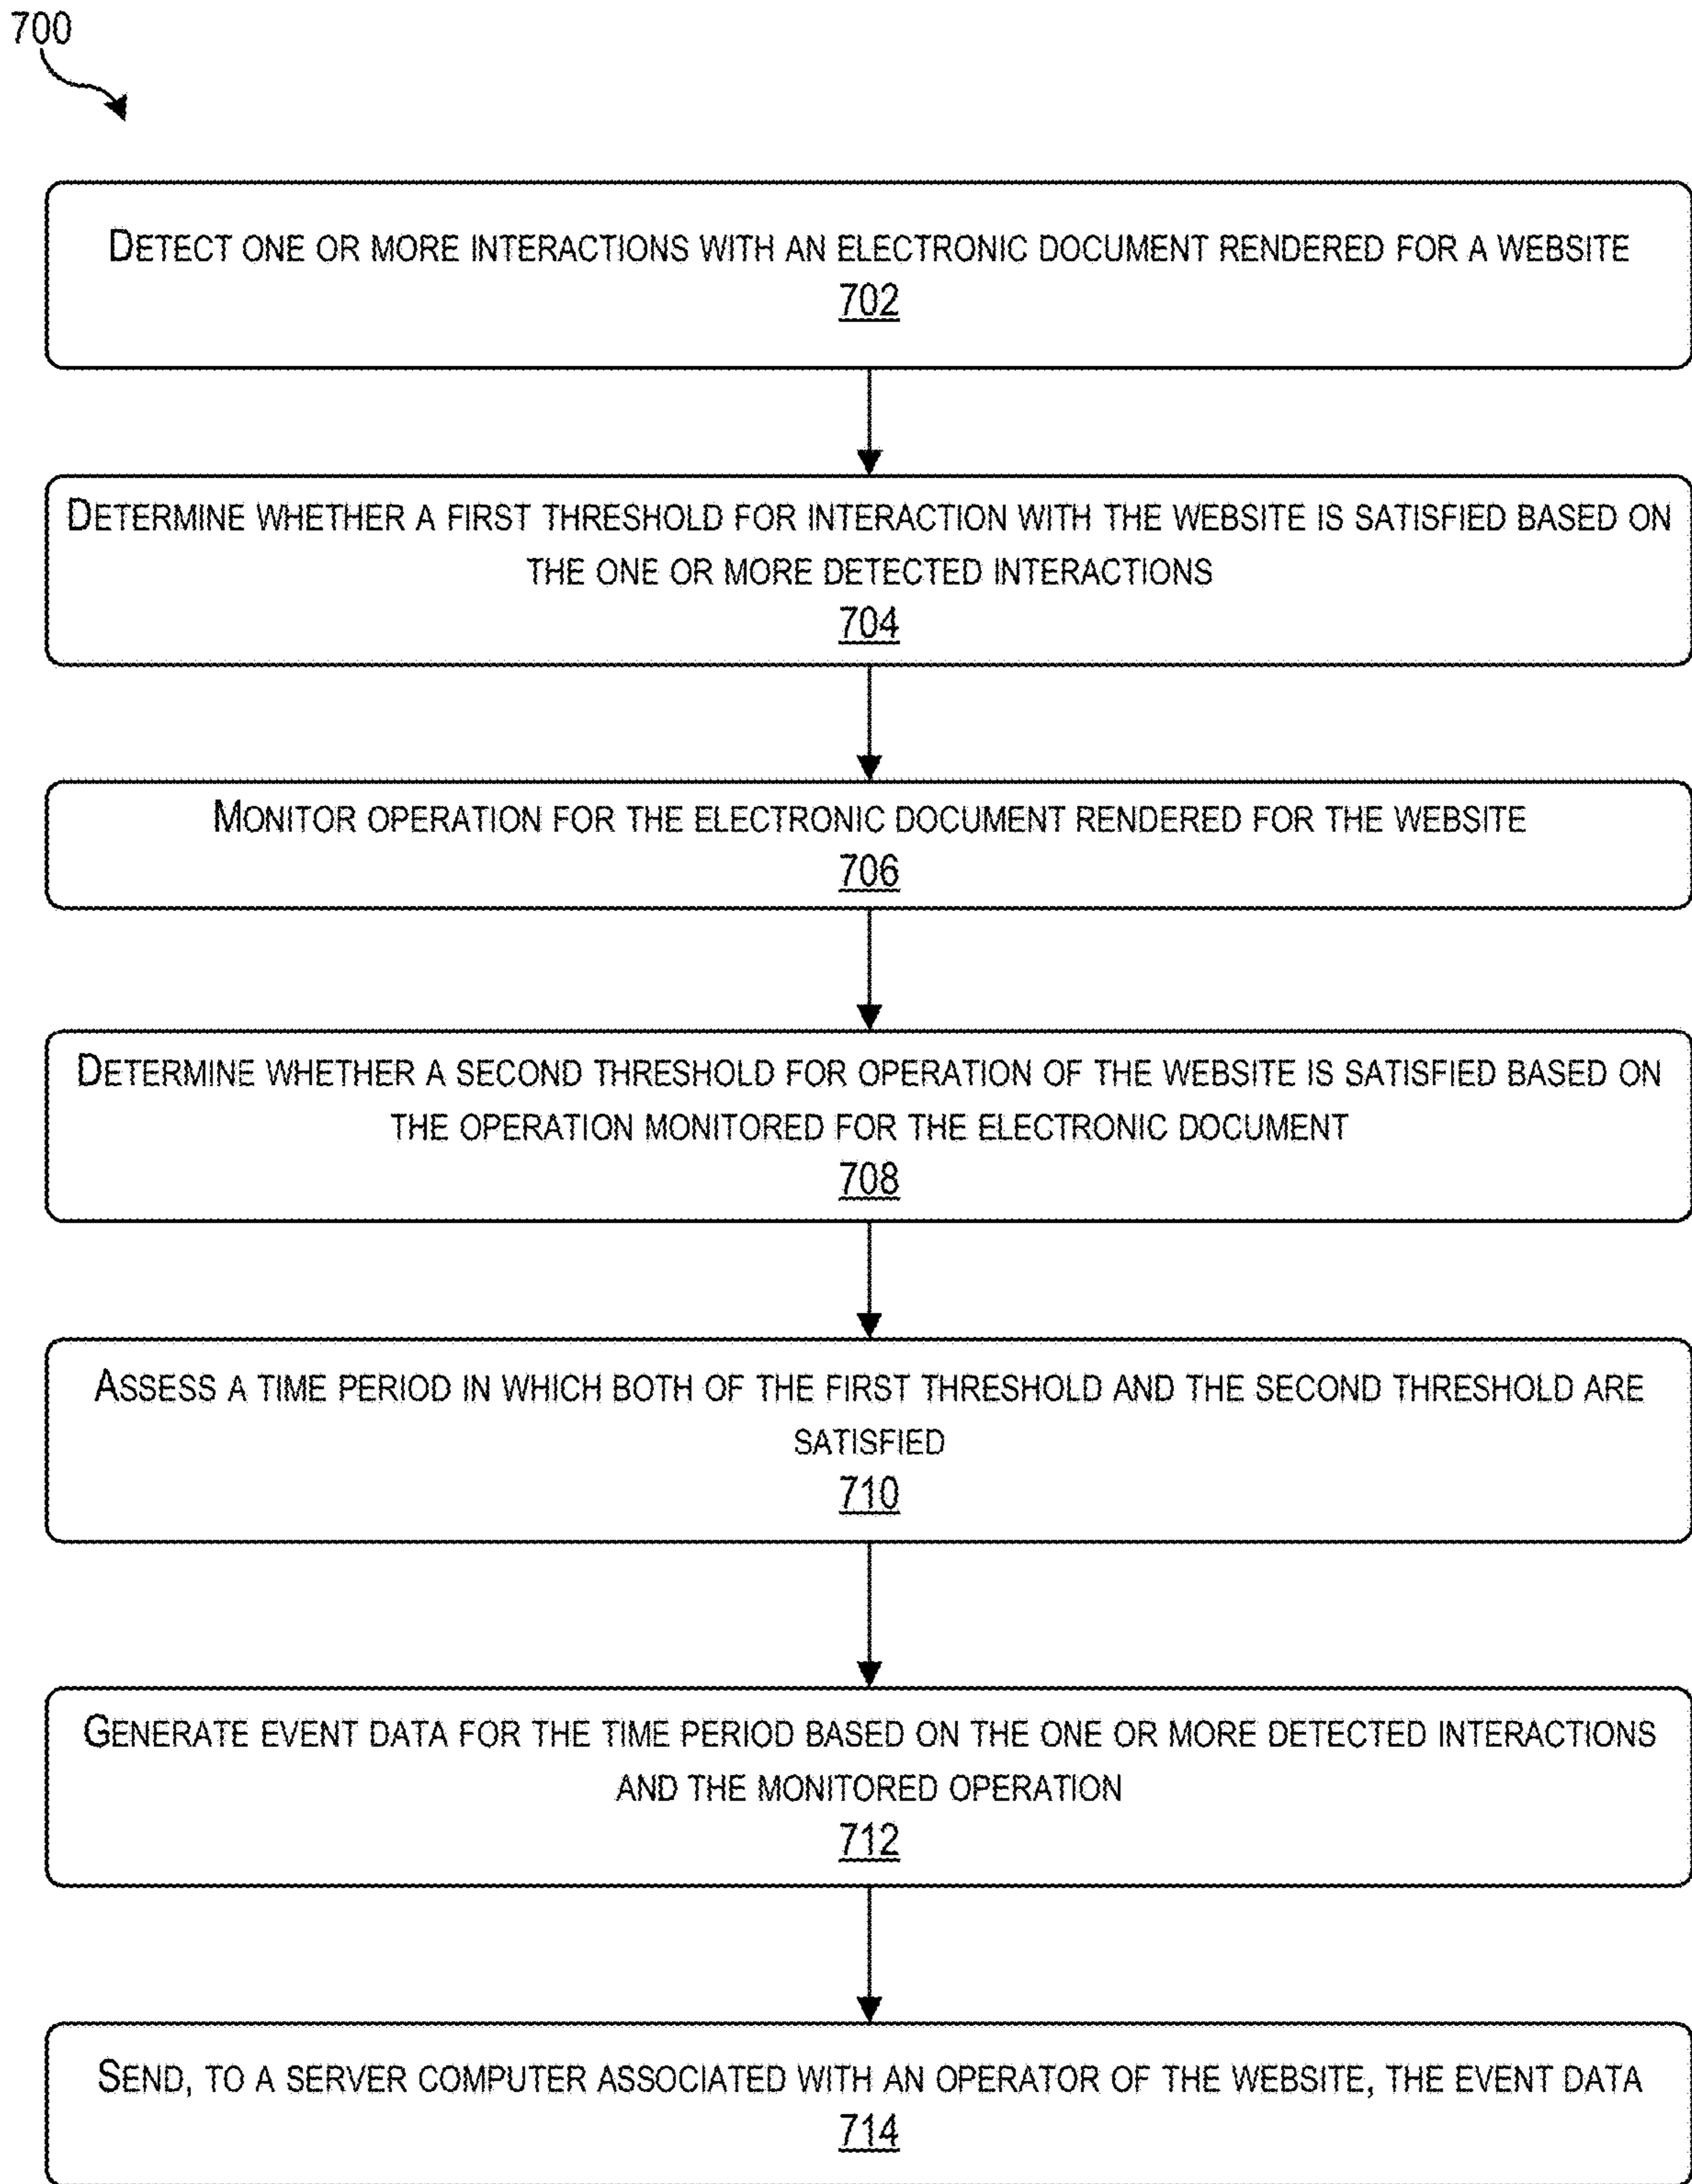 700
DETECT ONE OR MORE INTERACTIONS WITH AN ELECTRONIC DOCUMENT RENDERED FOR A WEBSITE
702
DETERMINE WHETHER A FIRST THRESHOLD FOR INTERACTION WITH THE WEBSITE IS SATISFIED BASED ON
THE ONE OR MORE DETECTED INTERACTIONS
704
MONITOR OPERATION FOR THE ELECTRONIC DOCUMENT RENDERED FOR THE WEBSITE
706
DETERMINE WHETHER A SECOND THRESHOLD FOR OPERATION OF THE WEBSITE IS SATISFIED BASED ON
THE OPERATION MONITORED FOR THE ELECTRONIC DOCUMENT
708
ASSESS A TIME PERIOD IN WHICH BOTH OF THE FIRST THRESHOLD AND THE SECOND THRESHOLD ARE
SATISFIED
710
GENERATE EVENT DATA FOR THE TIME PERIOD BASED ON THE ONE OR MORE DETECTED INTERACTIONS
AND THE MONITORED OPERATION
712
SEND, TO A SERVER COMPUTER ASSOCIATED WITH AN OPERATOR OF THE WEBSITE, THE EVENT DATA
714